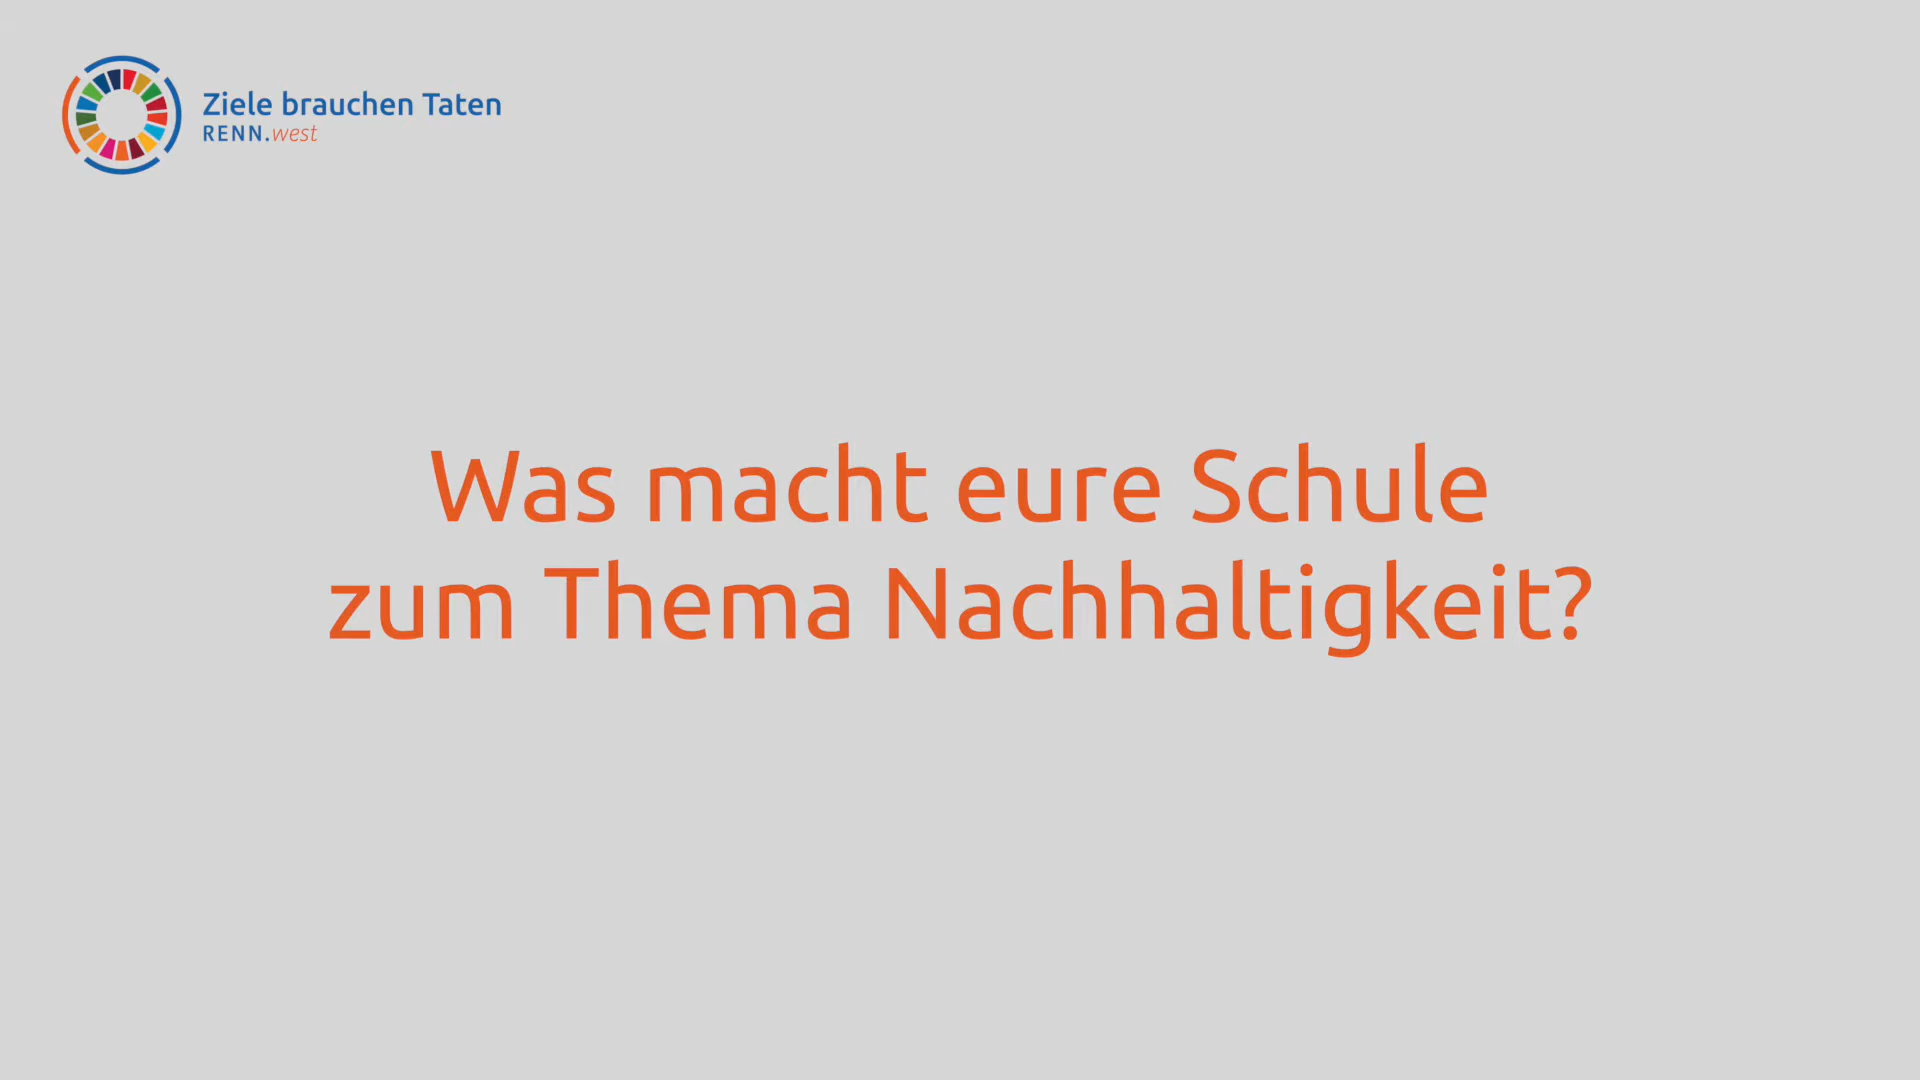 Ziele brauchen Taten
RENN.west
Was macht eure Schule
zum Thema Nachhaltigkeit?